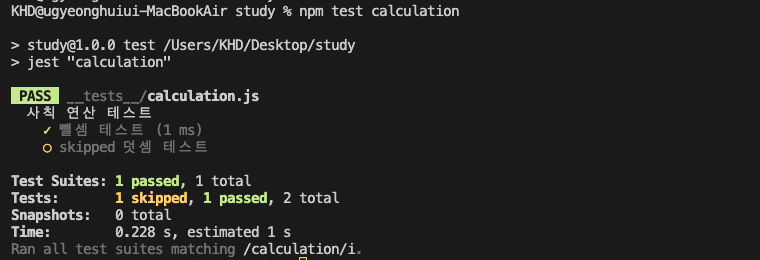 KHD@ugyeonghuiui-MacBookAir study % npm test calculation
> study@1.0.0 test /Users/KHD/Desktop/study
> jest "calculation"
PASS __tests__/calculation.js
사칙 연산 테스트
✓ 뺄셈 테스트 (1 ms)
○ skipped 덧셈 테스트
Test Suites: 1 passed, 1 total
Tests: 1 skipped, 1 passed, 2 total
Snapshots: 0 total
Time: 0.228 s, estimated 1 s
Ran all test suites matching /calculation/i.